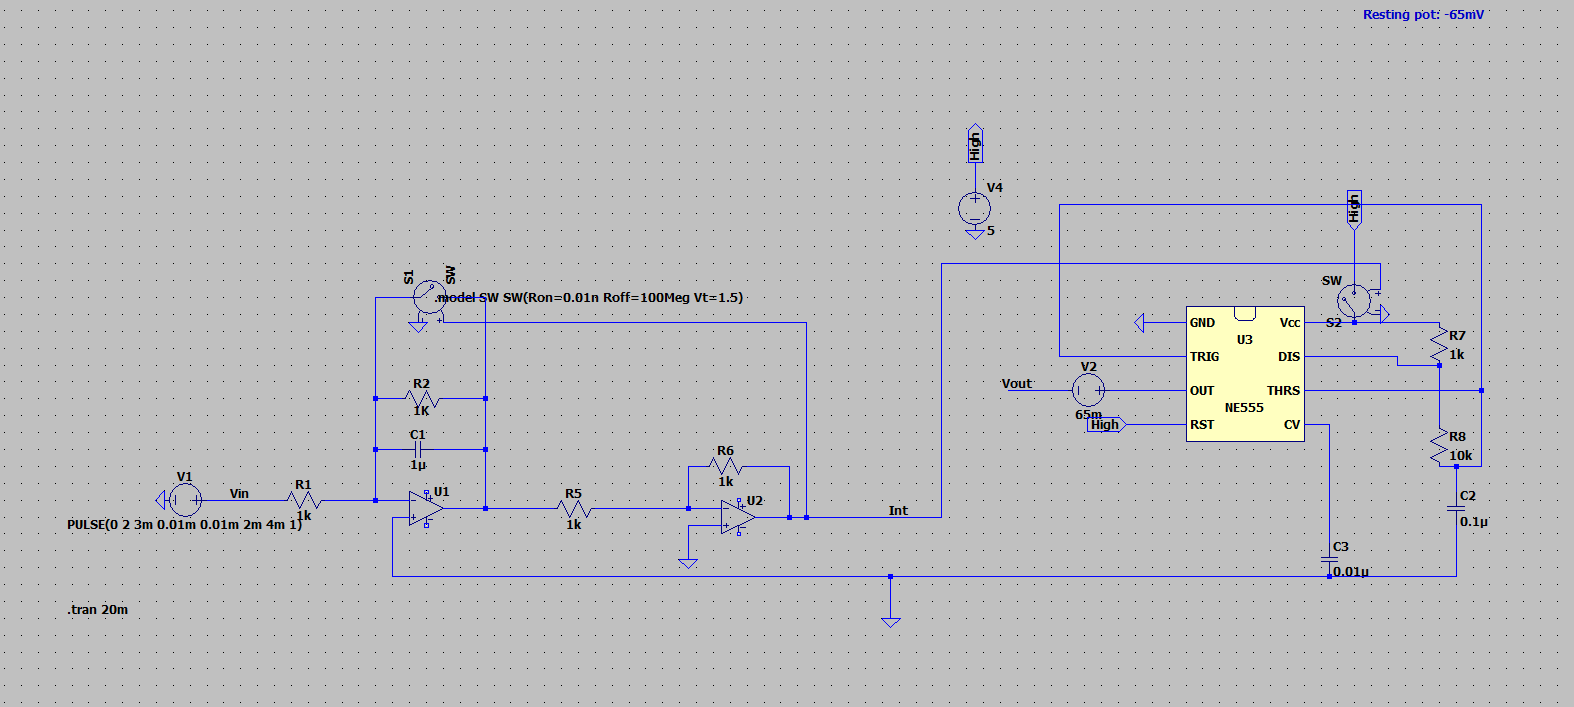 Resting pot: -65mV
High
V4
5
High
S1
SW
.model SW SW(Ron=0.01n Roff=100Meg Vt=1.5)
SW
S2
GND
Vcc
U3
TRIG
DIS
OUT
THRS
NE555
RST
CV
R7
1k
V2
Vout
65m
High
R2
1K
C1
1µ
R8
10k
R6
1k
V1
Vin
R1
1k
PULSE(0 2 3m 0.01m 0.01m 2m 4m 1)
U1
R5
1k
U2
Int
C2
0.1µ
C3
0.01µ
.tran 20m